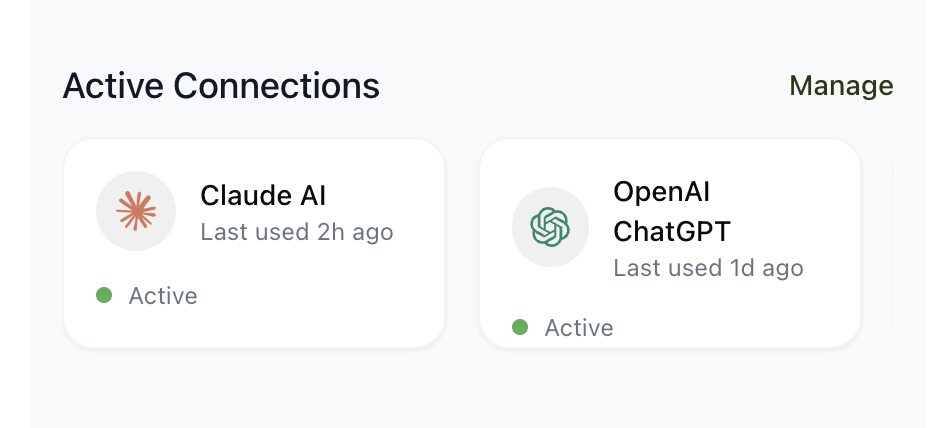 Active Connections
Manage
Claude AI
Last used 2h ago
Active
OpenAI
ChatGPT
Last used 1d ago
Active